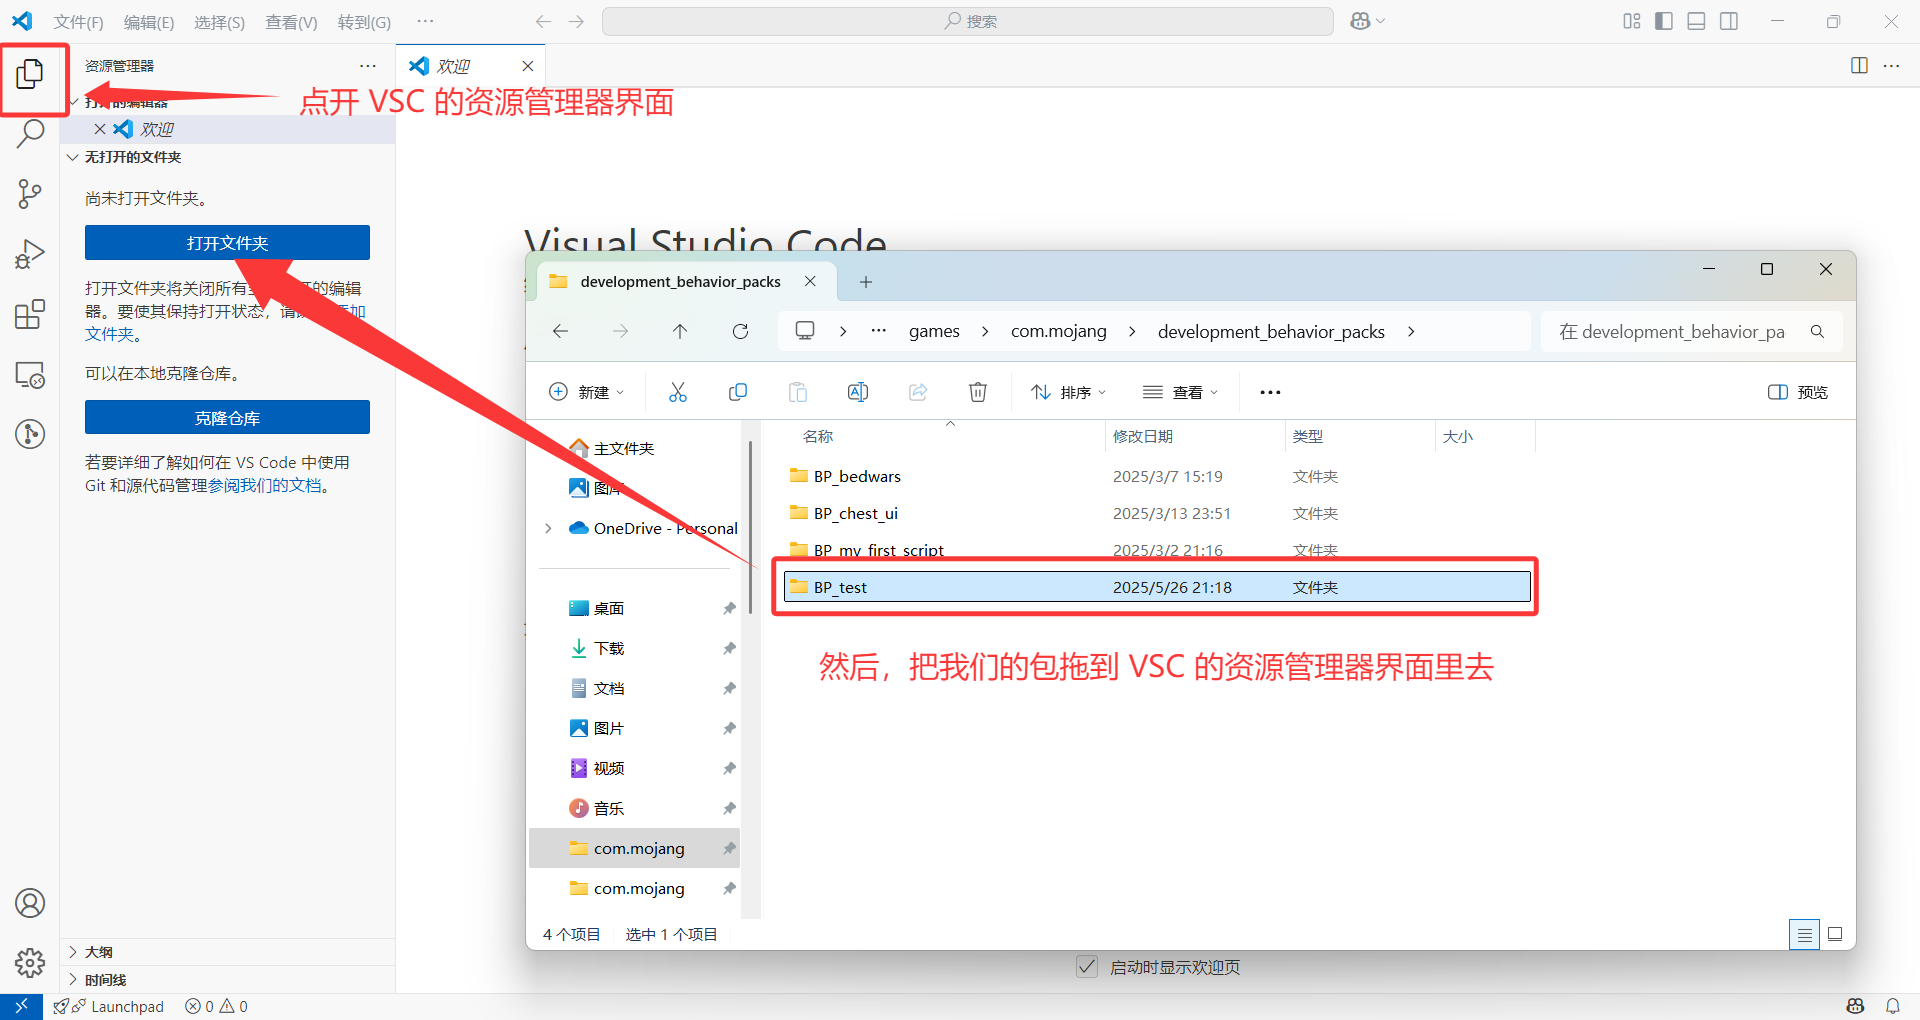 文件(F) 编辑(E) 选择(S) 查看(V) 转到(G) ···
搜索
资源管理器
欢迎
点开 VSC 的资源管理器界面
打开的编辑器
欢迎
无打开的文件夹
尚未打开文件夹。
打开文件夹
打开文件夹将关闭所有 的编辑
器。要使其保持打开状态，请 添加
文件夹。
可以在本地克隆仓库。
克隆仓库
若要详细了解如何在 VS Code 中使用
Git 和源代码管理参阅我们的文档。
大纲
时间线
Launchpad
0
0
Visual Studio Code
development_behavior_packs
games
com.mojang
development_behavior_packs
在 development_behavior_pa
新建
排序
查看
预览
主文件夹
图库
OneDrive - Personal
桌面
下载
文档
图片
视频
音乐
com.mojang
com.mojang
名称 修改日期 类型 大小
BP_bedwars 2025/3/7 15:19 文件夹
BP_chest_ui 2025/3/13 23:51 文件夹
BP_my_first_script 2025/3/2 21:16 文件夹
BP_test 2025/5/26 21:18 文件夹
然后，把我们的包拖到 VSC 的资源管理器界面里去
4 个项目 选中 1 个项目
启动时显示欢迎页